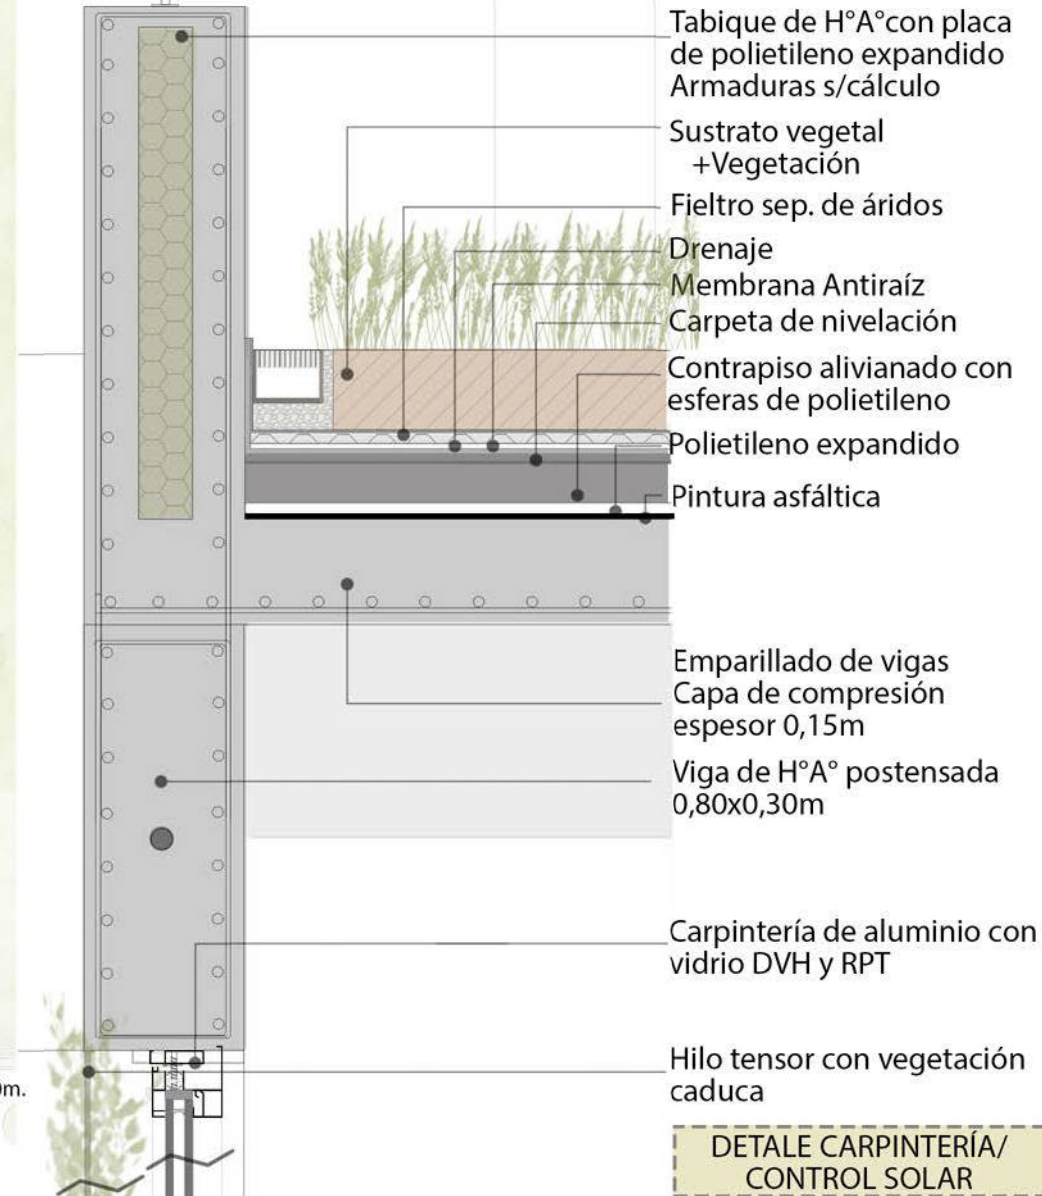 Tabique de H°A°con placa
de polietileno expandido
Armaduras s/cálculo
Sustrato vegetal
+Vegetación
Fieltro sep. de áridos
Drenaje
Membrana Antiraíz
Carpeta de nivelación
Contrapiso alivianado con
esferas de polietileno
Polietileno expandido
Pintura asfáltica
Emparillado de vigas
Capa de compresión
espesor 0,15m
Viga de H°A° postensada
0,80x0,30m
Carpintería de aluminio con
vidrio DVH y RPT
Hilo tensor con vegetación
caduca
m.
DETALE CARPINTERÍA/
CONTROL SOLAR